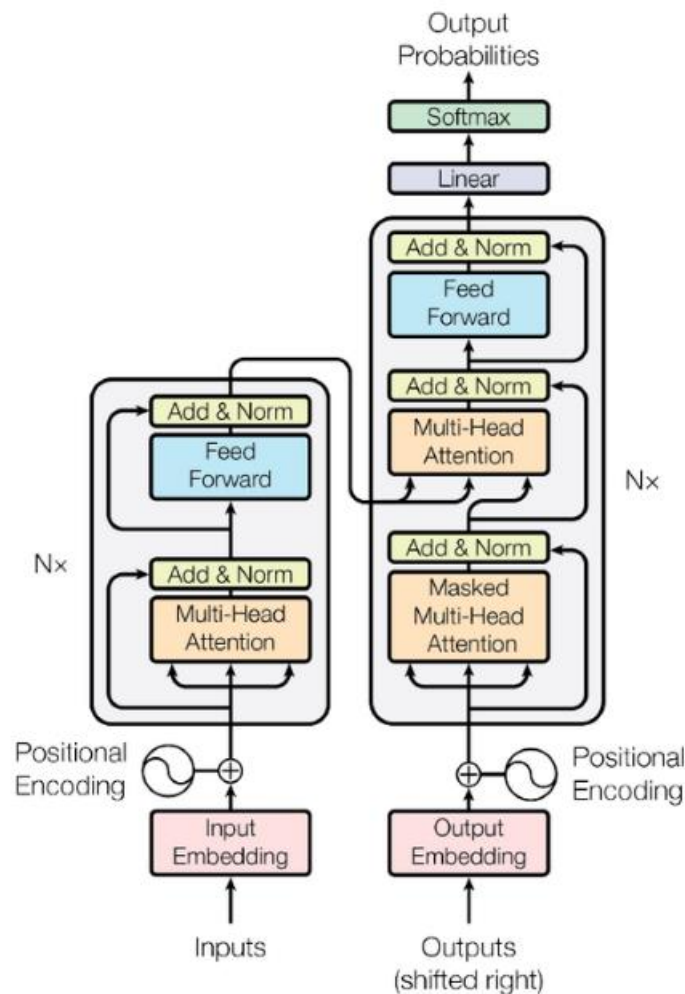 Output
Probabilities
Softmax
Linear
Add & Norm
Feed
Forward
Add & Norm
Multi-Head
Attention
Nx
Add & Norm
Masked
Multi-Head
Attention
Add & Norm
Feed
Forward
Nx
Add & Norm
Multi-Head
Attention
Positional
Encoding
Positional
Encoding
Input
Embedding
Output
Embedding
Inputs
Outputs
(shifted right)